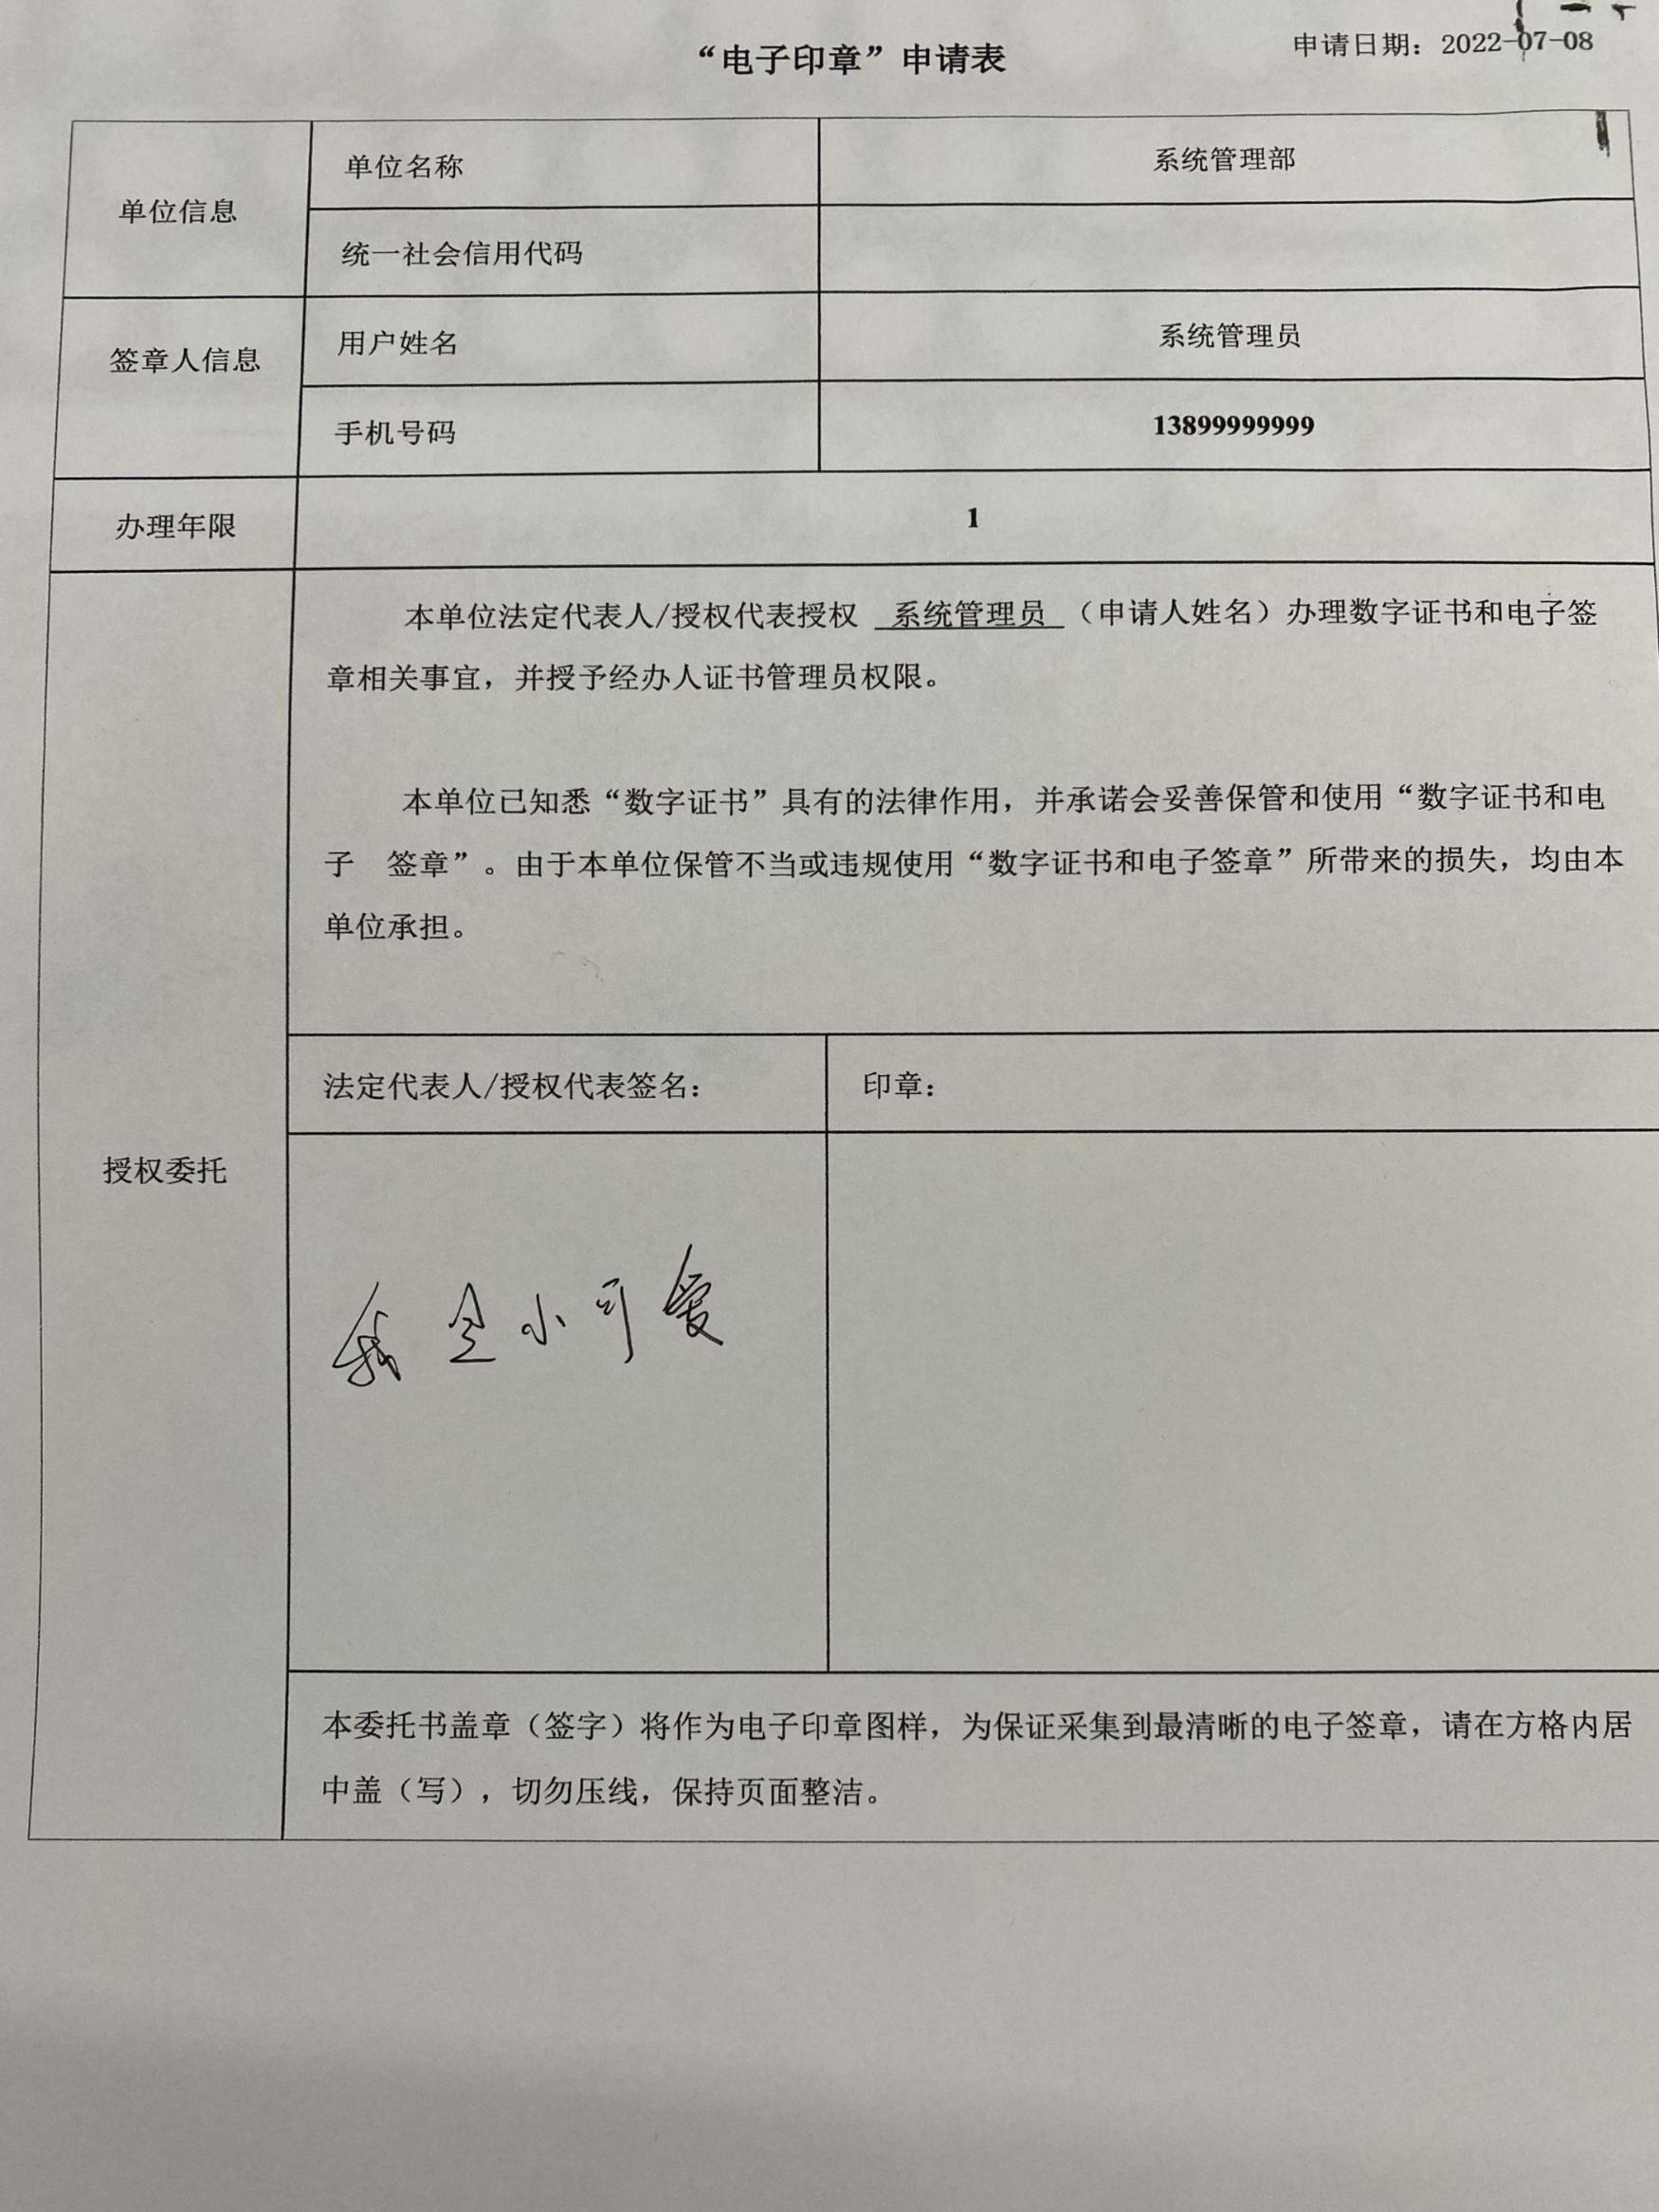 “电子印章”申请表
申请日期：2022-07-08
单位信息
单位名称
系统管理部
统一社会信用代码
签章人信息
用户姓名
系统管理员
手机号码
13899999999
办理年限
1
授权委托
本单位法定代表人/授权代表授权 系统管理员 （申请人姓名）办理数字证书和电子签
章相关事宜，并授予经办人证书管理员权限。
本单位已知悉“数字证书”具有的法律作用，并承诺会妥善保管和使用“数字证书和电
子 签章”。由于本单位保管不当或违规使用“数字证书和电子签章”所带来的损失，均由本
单位承担。
法定代表人/授权代表签名：
印章：
我是小可爱
本委托书盖章（签字）将作为电子印章图样，为保证采集到最清晰的电子签章，请在方格内居
中盖（写），切勿压线，保持页面整洁。